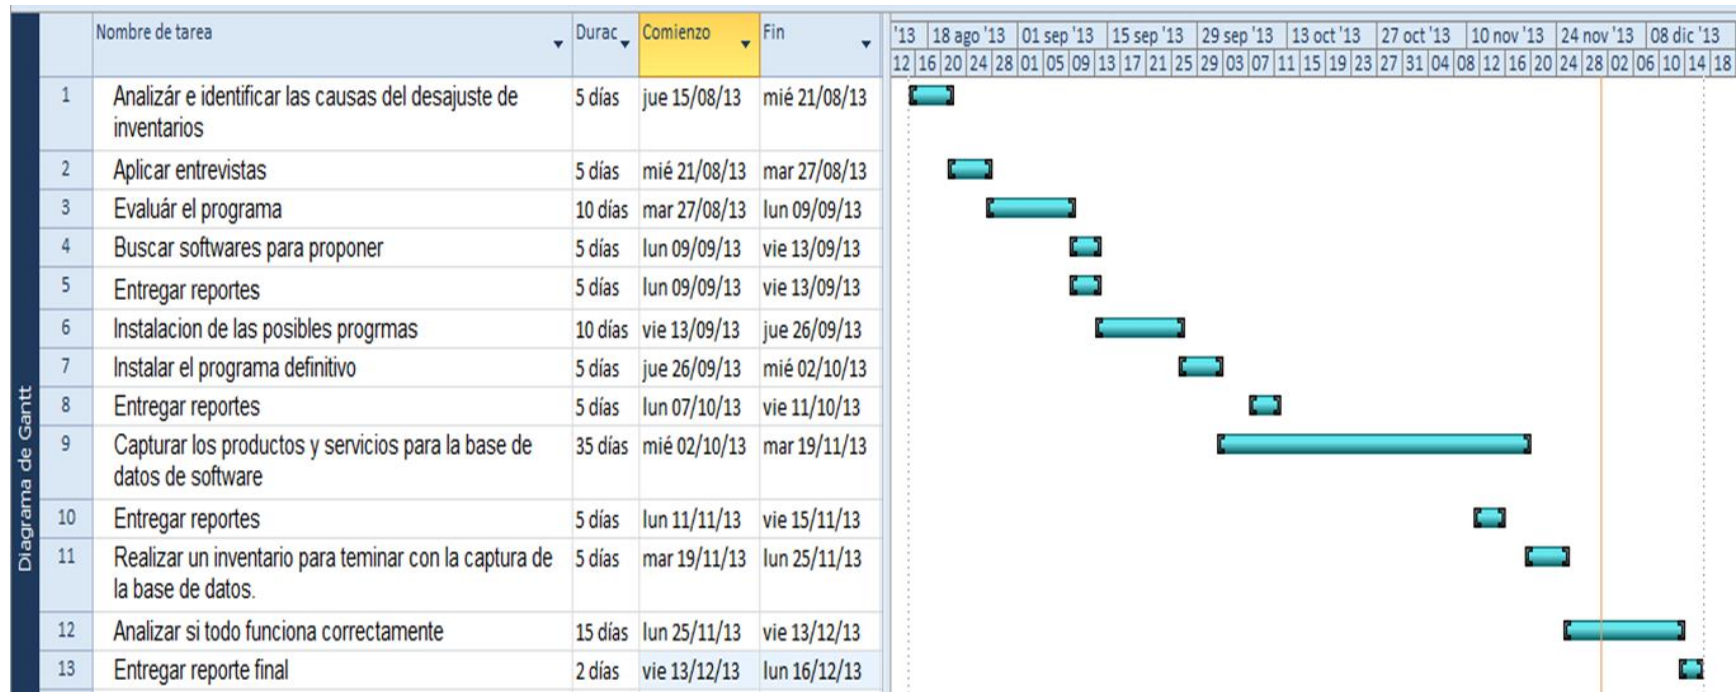 Diagrama de Gantt
Nombre de tarea Durac Comienzo Fin
'13 18 ago '13 01 sep '13 15 sep '13 29 sep '13 13 oct '13 27 oct '13 10 nov '13 24 nov '13 08 dic '13
12 16 20 24 28 01 05 09 13 17 21 25 29 03 07 11 15 19 23 27 31 04 08 12 16 20 24 28 02 06 10 14 18
1 Analizár e identificar las causas del desajuste de 5 días jue 15/08/13 mié 21/08/13
inventarios
2 Aplicar entrevistas 5 días mié 21/08/13 mar 27/08/13
3 Evaluár el programa 10 días mar 27/08/13 lun 09/09/13
4 Buscar softwares para proponer 5 días lun 09/09/13 vie 13/09/13
5 Entregar reportes 5 días lun 09/09/13 vie 13/09/13
6 Instalacion de las posibles progrmas 10 días vie 13/09/13 jue 26/09/13
7 Instalar el programa definitivo 5 días jue 26/09/13 mié 02/10/13
8 Entregar reportes 5 días lun 07/10/13 vie 11/10/13
9 Capturar los productos y servicios para la base de 35 días mié 02/10/13 mar 19/11/13
datos de software
10 Entregar reportes 5 días lun 11/11/13 vie 15/11/13
11 Realizar un inventario para teminar con la captura de 5 días mar 19/11/13 lun 25/11/13
la base de datos.
12 Analizar si todo funciona correctamente 15 días lun 25/11/13 vie 13/12/13
13 Entregar reporte final 2 días vie 13/12/13 lun 16/12/13